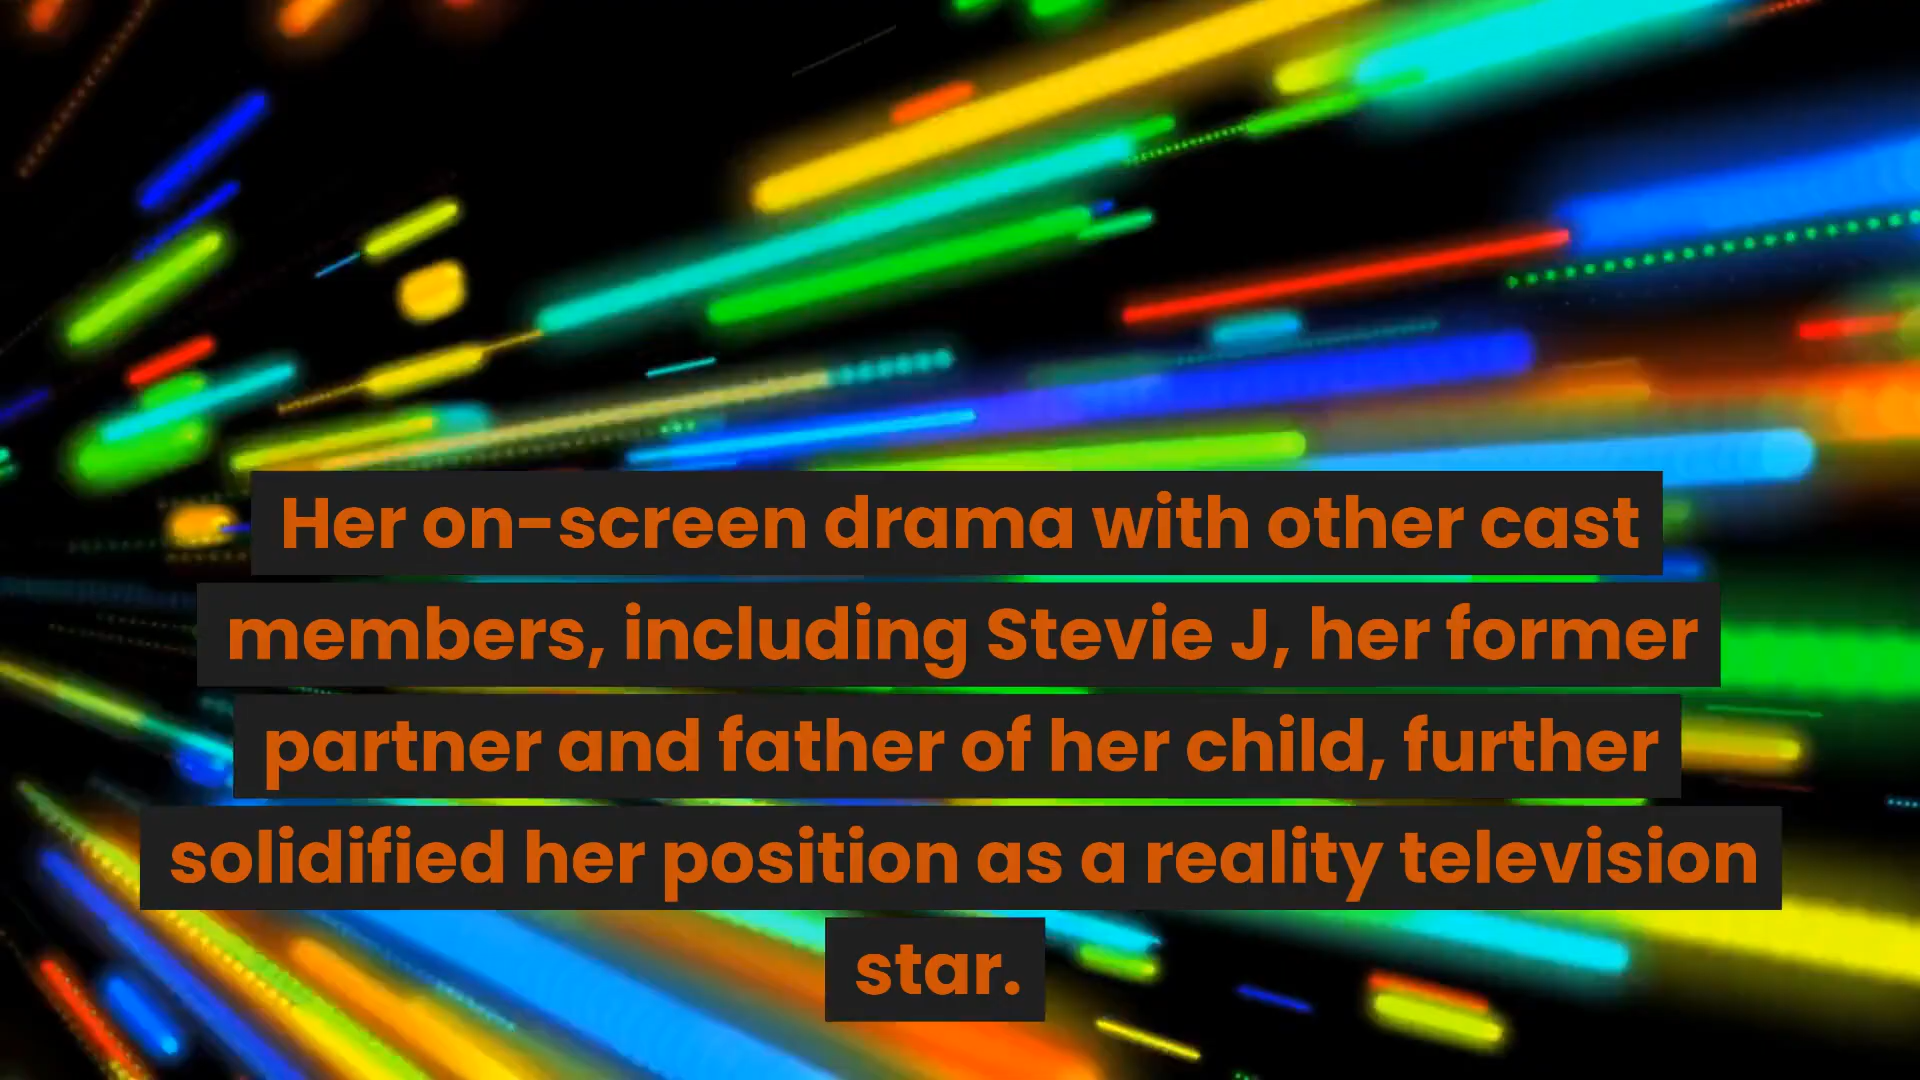 Her on-screen drama with other cast
members, including Stevie J, her former
partner and father of her child, further
solidified her position as a reality television
star.